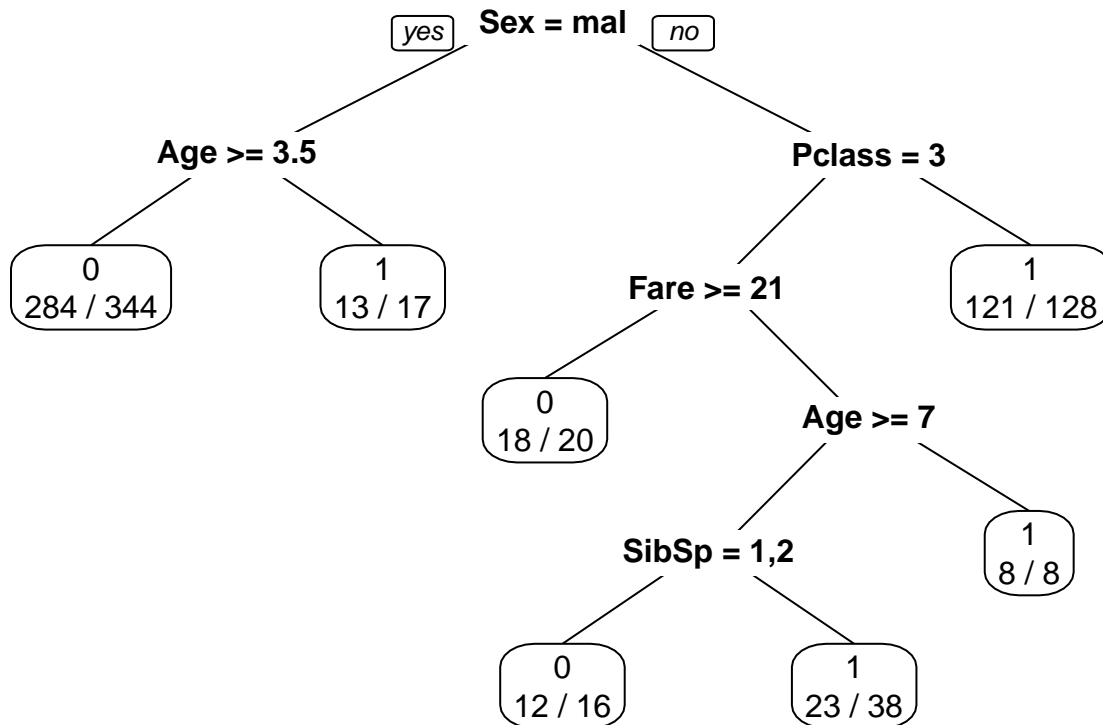 yes
Sex = mal
no
Age >= 3.5
Pclass = 3
0
284 / 344
1
13 / 17
Fare >= 21
1
121 / 128
0
18 / 20
Age >= 7
SibSp = 1,2
1
8 / 8
0
12 / 16
1
23 / 38